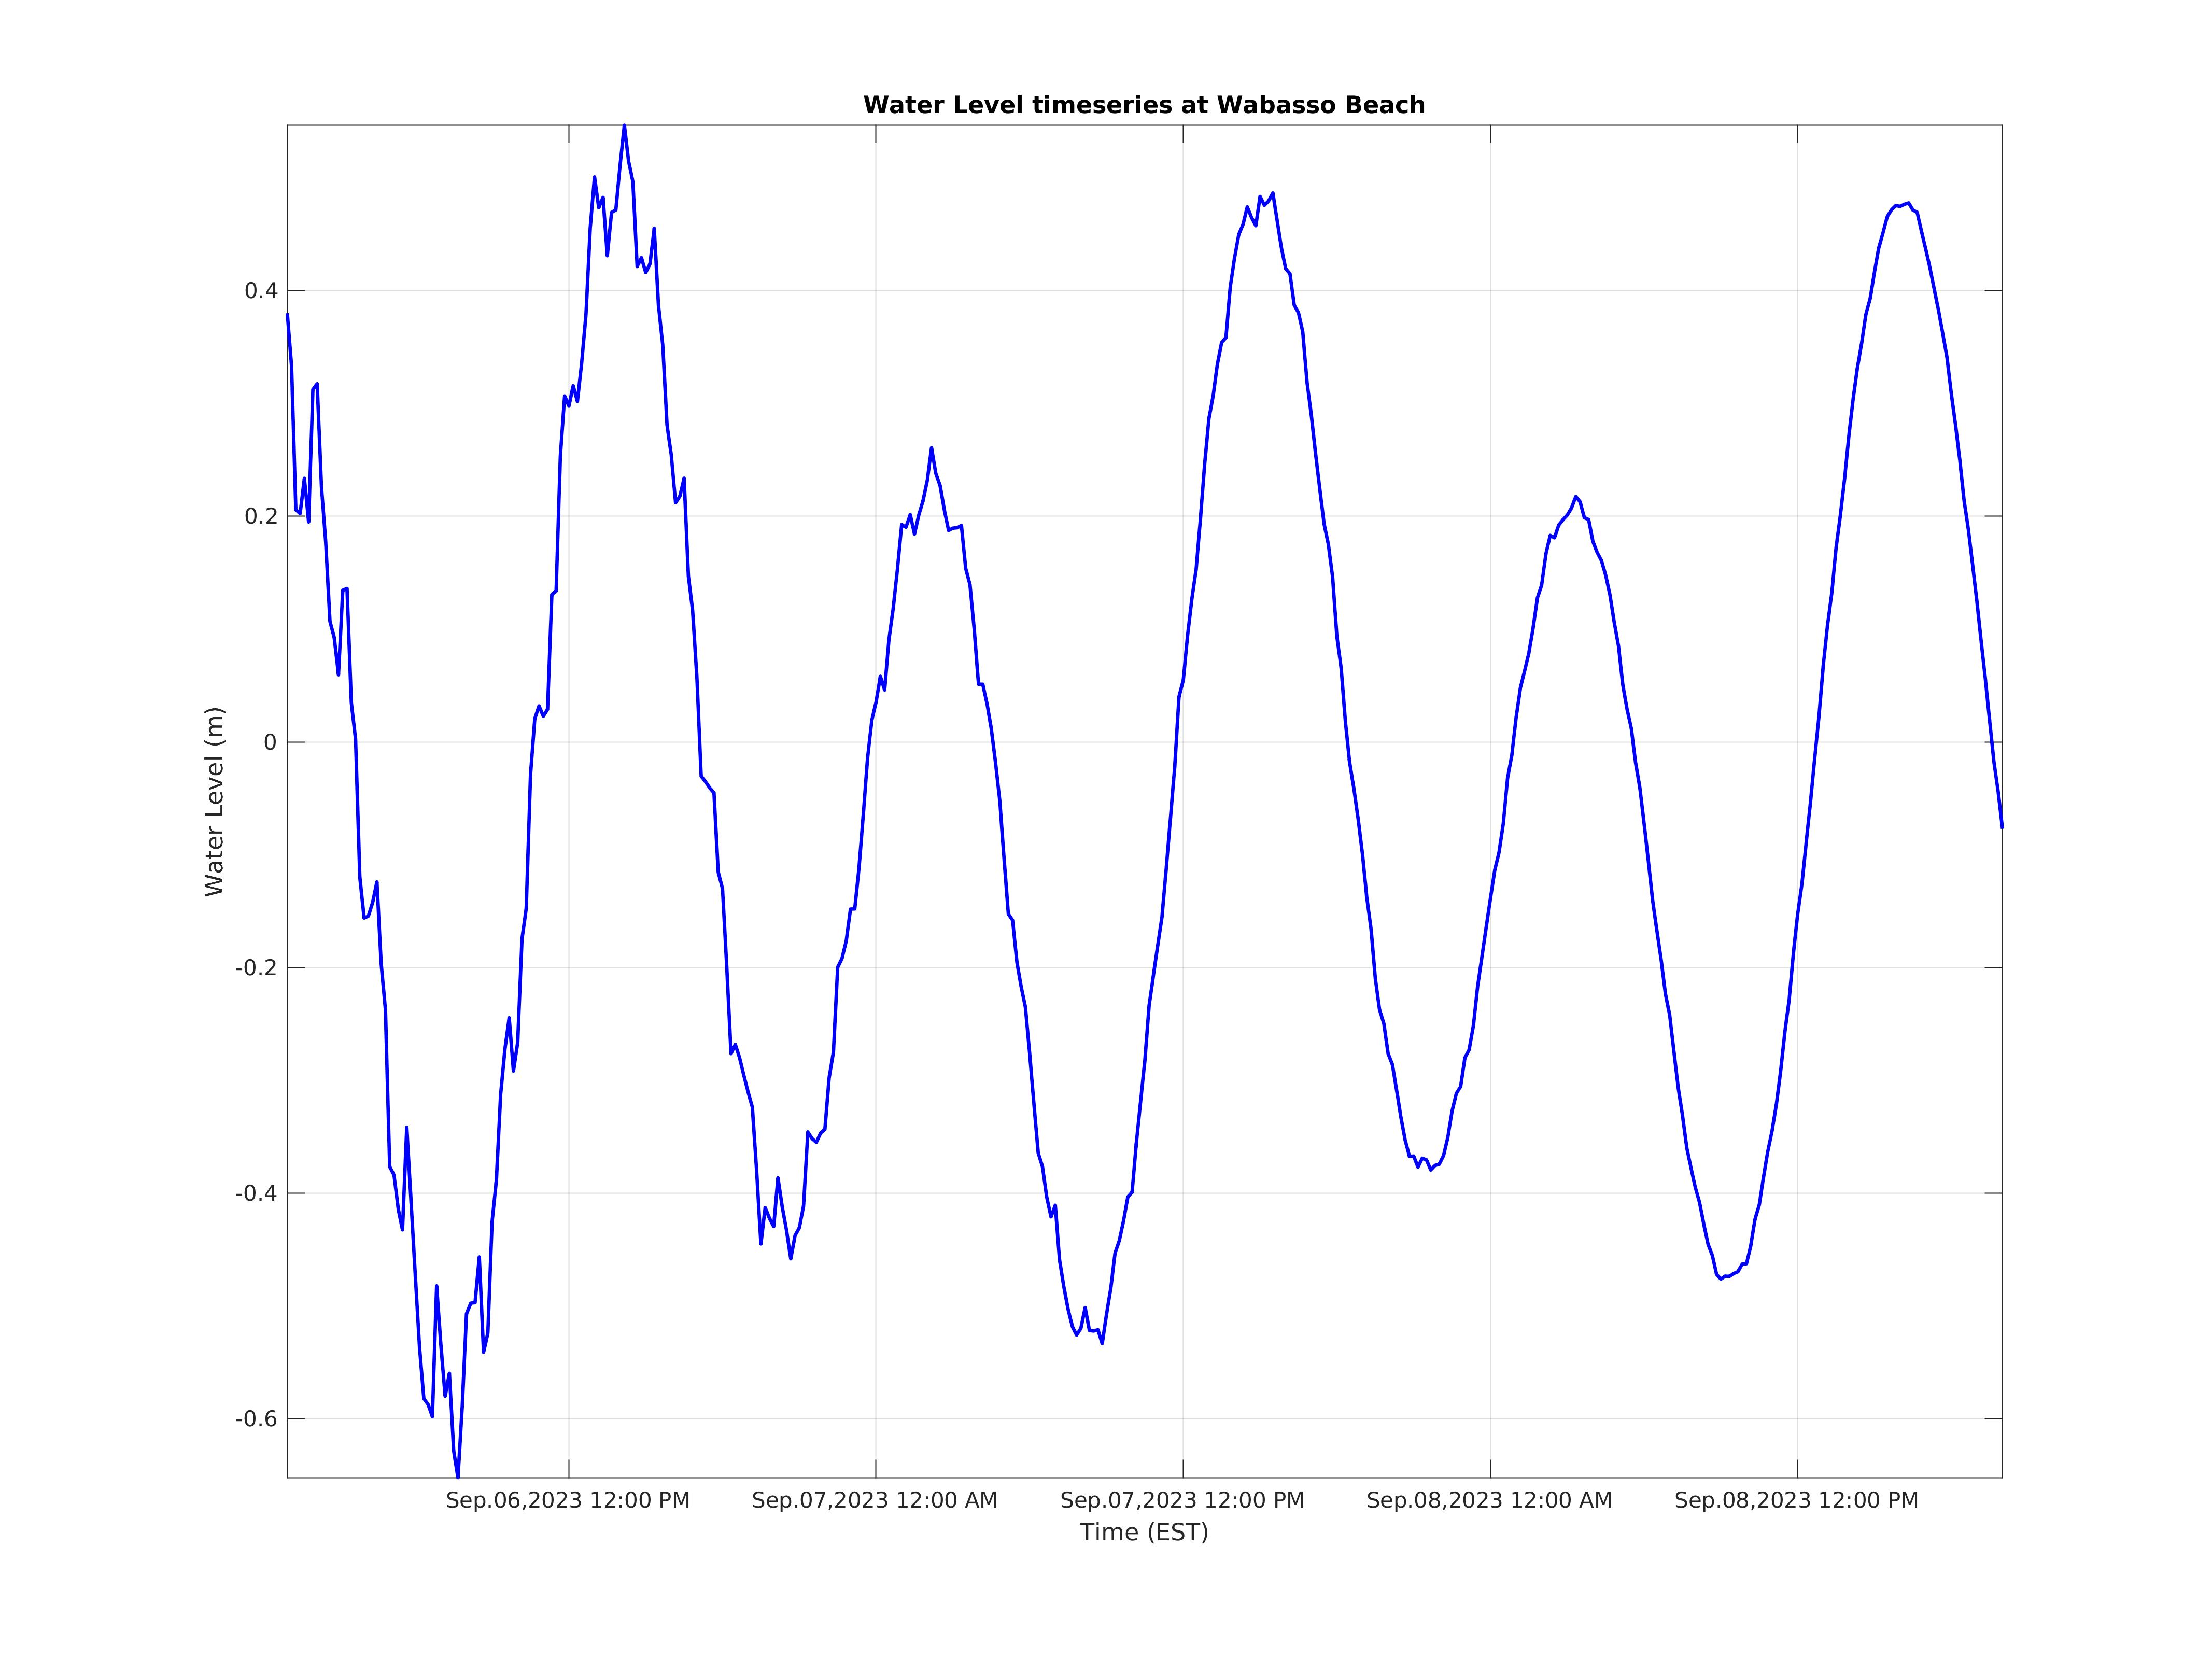 Water Level timeseries at Wabasso Beach
0.4
0.2
0
-0.2
-0.4
-0.6
Water Level (m)
Sep.06,2023 12:00 PM
Sep.07,2023 12:00 AM
Sep.07,2023 12:00 PM
Sep.08,2023 12:00 AM
Sep.08,2023 12:00 PM
Time (EST)